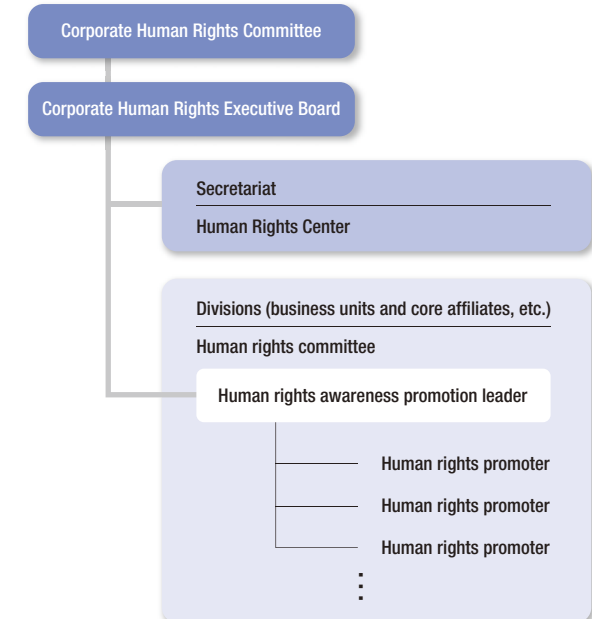 Corporate Human Rights Committee
Corporate Human Rights Executive Board
Secretariat
Human Rights Center
Divisions (business units and core affiliates, etc.)
Human rights committee
Human rights awareness promotion leader
Human rights promoter
Human rights promoter
Human rights promoter